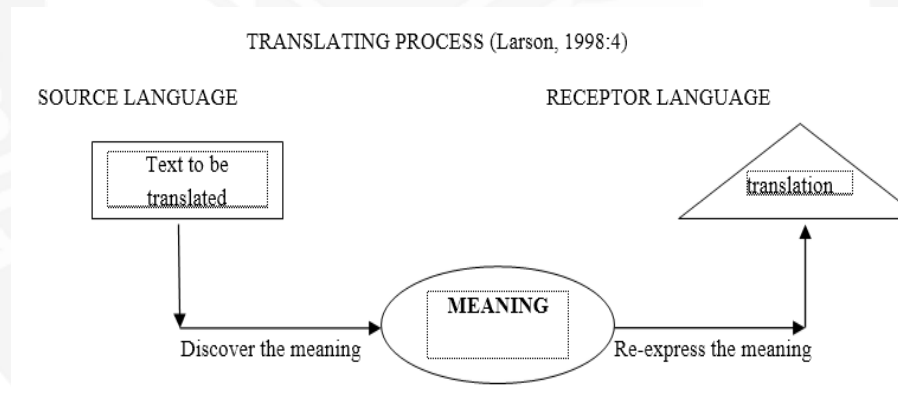 TRANSLATING PROCESS (Larson, 1998:4)
SOURCE LANGUAGE
RECEPTOR LANGUAGE
Text to be
translated
translation
MEANING
Discover the meaning
Re-express the meaning